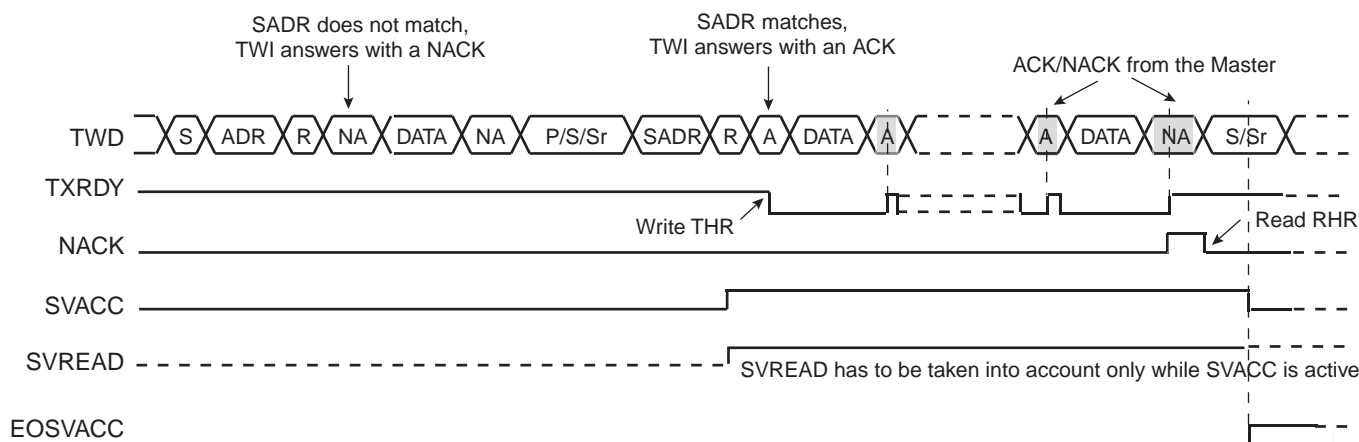 SADR does not match,
TWI answers with a NACK
SADR matches,
TWI answers with an ACK
ACK/NACK from the Master
TWD S ADR R NA DATA NA P/S/Sr SADR R A DATA A A DATA NA S/Sr
TXRDY
Write THR
Read RHR
NACK
SVACC
SVREAD
SVREAD has to be taken into account only while SVACC is active
EOSVACC